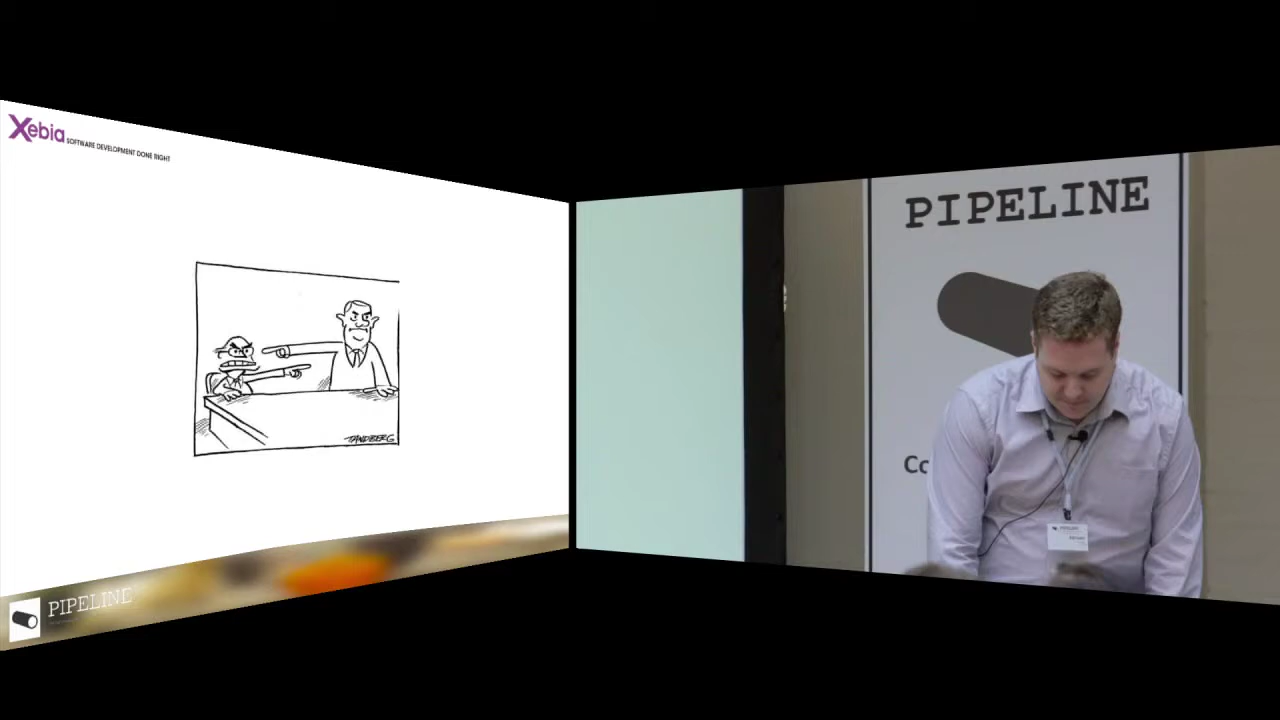 Xebia SOFTWARE DEVELOPMENT DONE RIGHT
TANDBERG
PIPELINE
PIPELINE
Co